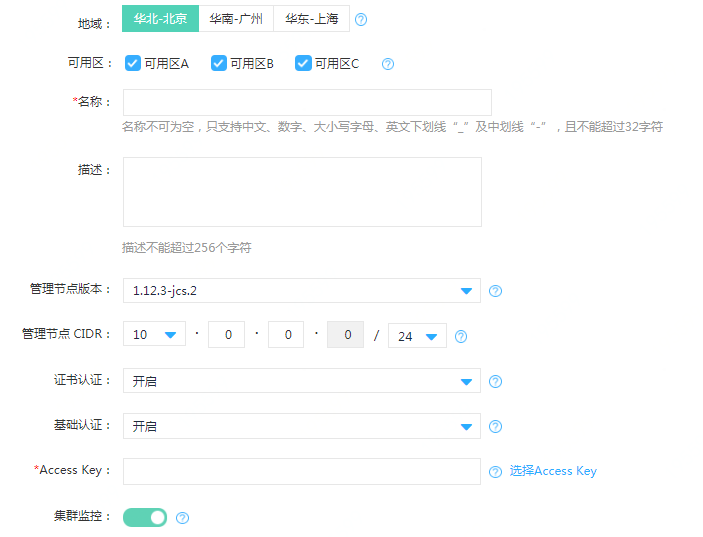 地域： 华北-北京 华南-广州 华东-上海
可用区： 可用区A 可用区B 可用区C
*名称：
名称不可为空，只支持中文、数字、大小写字母、英文下划线“_”及中划线“-”，且不能超过32字符
描述：
描述不能超过256个字符
管理节点版本： 1.12.3-jcs.2
管理节点 CIDR： 10 · 0 · 0 · 0 / 24
证书认证： 开启
基础认证： 开启
*Access Key： 选择Access Key
集群监控：